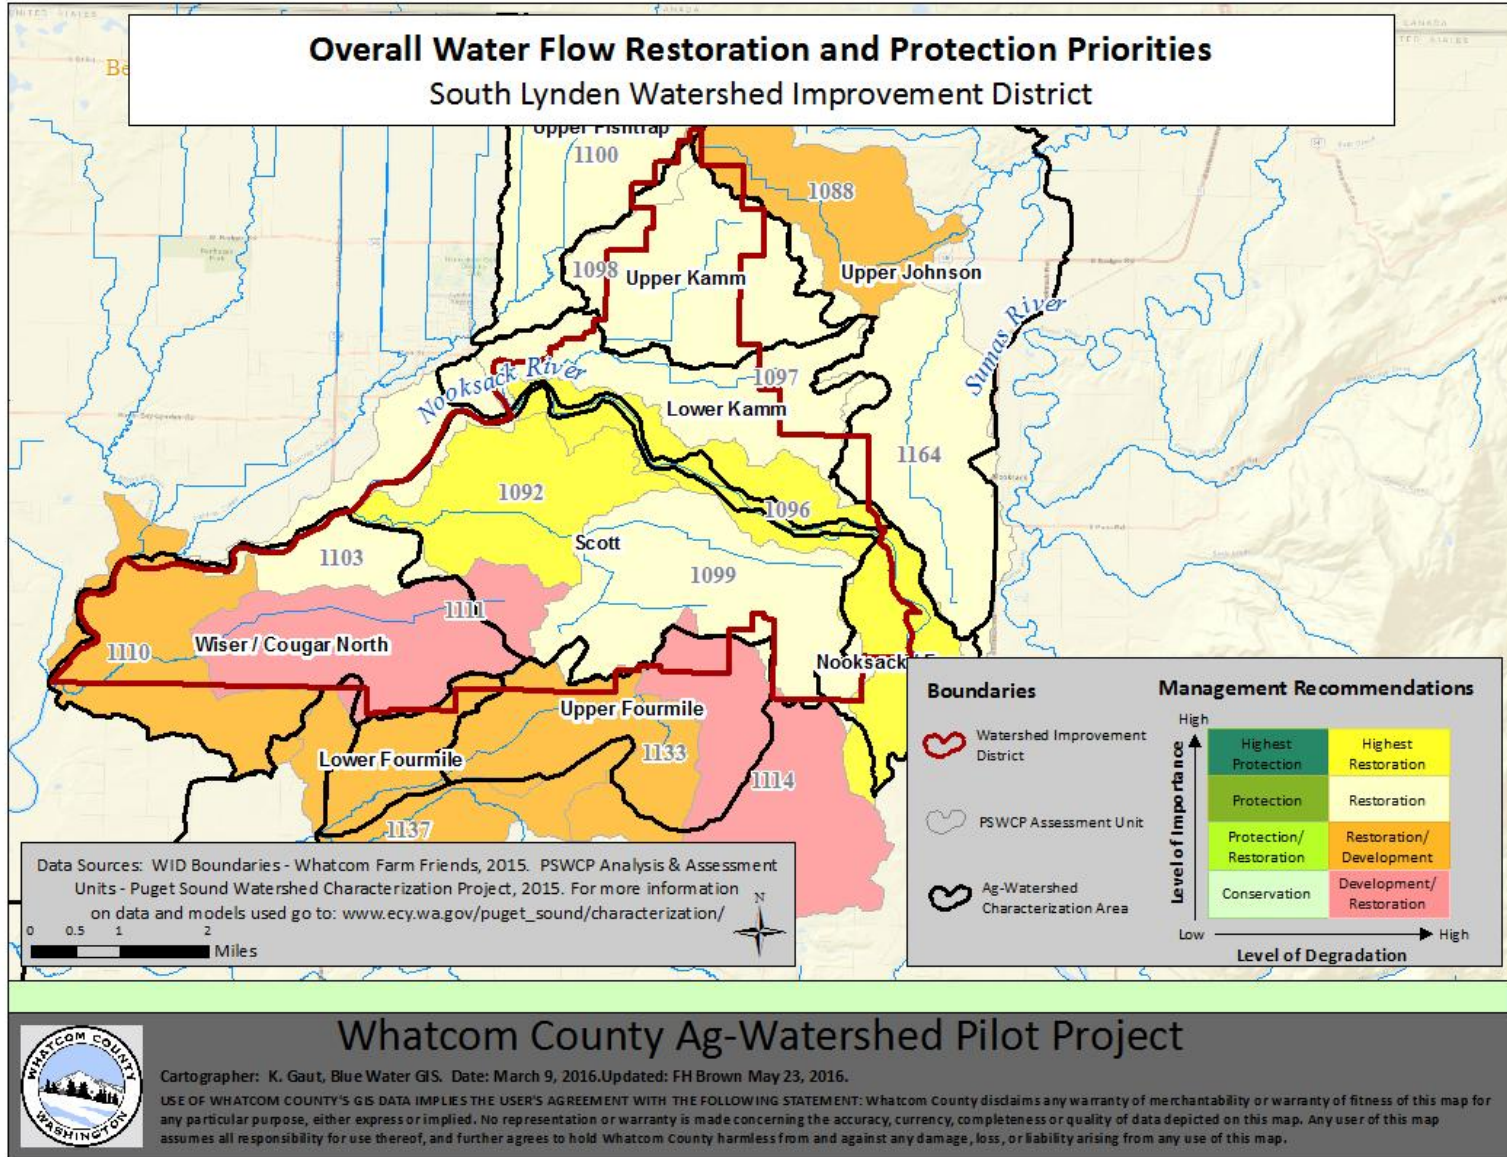 Overall Water Flow Restoration and Protection Priorities
South Lynden Watershed Improvement District
Be
Upper Fishtrap
1100
1088
1098
Upper Kamm
Upper Johnson
Nooksack River
Sumas River
1097
Lower Kamm
1164
1092
1096
Scott
1103
1099
1111
Wiser / Cougar North
1110
Nooksack
Upper Fourmile
Lower Fourmile
1133
1114
1137
Boundaries
Watershed Improvement
District
PSWCP Assessment Unit
Ag-Watershed
Characterization Area
Management Recommendations
High
Level of Importance
Highest
Protection
Highest
Restoration
Protection
Restoration
Protection/
Restoration
Restoration/
Development
Conservation
Development/
Restoration
Low
High
Level of Degradation
Data Sources: WID Boundaries - Whatcom Farm Friends, 2015. PSWCP Analysis & Assessment
Units - Puget Sound Watershed Characterization Project, 2015. For more information
on data and models used go to: www.ecy.wa.gov/puget_sound/characterization/
N
0 0.5 1 2
Miles
Whatcom County Ag-Watershed Pilot Project
WHATCOM COUNTY
WASHINGTON
Cartographer: K. Gaut, Blue Water GIS. Date: March 9, 2016.Updated: FH Brown May 23, 2016.
USE OF WHATCOM COUNTY'S GIS DATA IMPLIES THE USER'S AGREEMENT WITH THE FOLLOWING STATEMENT: Whatcom County disclaims any warranty of merchantability or warranty of fitness of this map for
any particular purpose, either express or implied. No representation or warranty is made concerning the accuracy, currency, completeness or quality of data depicted on this map. Any user of this map
assumes all responsibility for use thereof, and further agrees to hold Whatcom County harmless from and against any damage, loss, or liability arising from any use of this map.